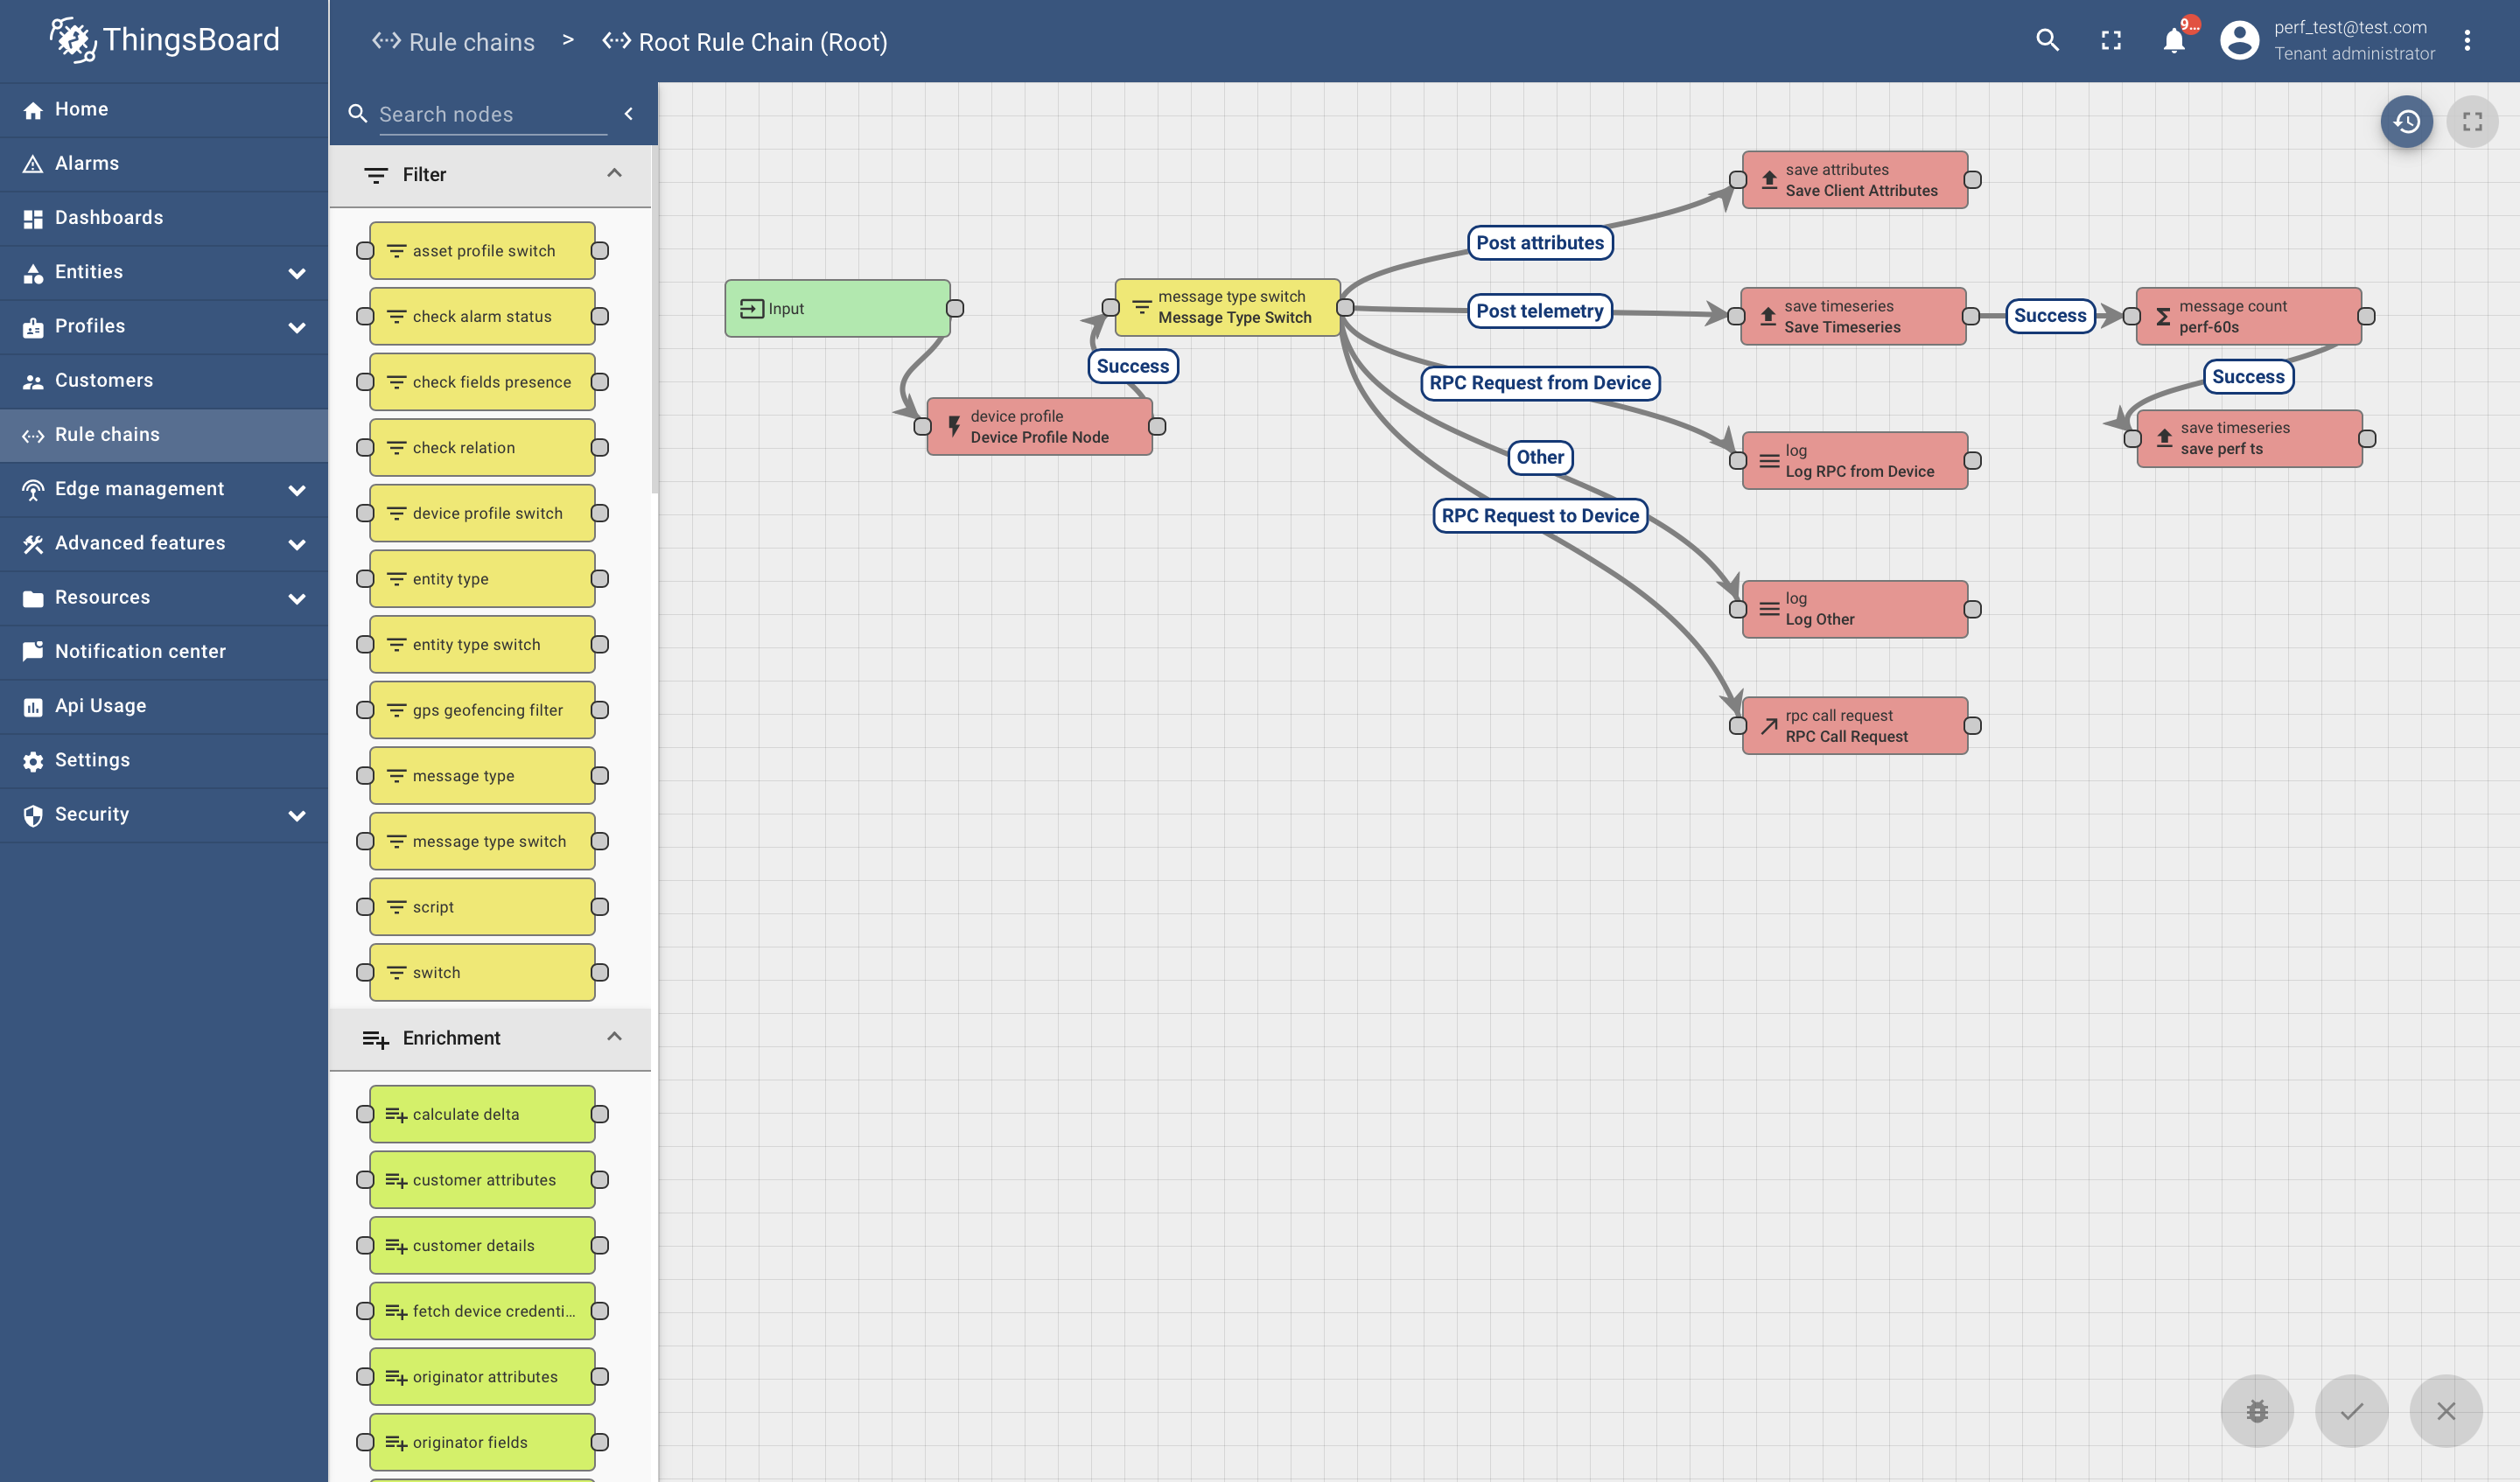 ThingsBoard
Home
Alarms
Dashboards
Entities
Profiles
Customers
Rule chains
Edge management
Advanced features
Resources
Notification center
Api Usage
Settings
Security
Rule chains > Root Rule Chain (Root)
9...
perf_test@test.com
Tenant administrator
Search nodes
Filter
asset profile switch
check alarm status
check fields presence
check relation
device profile switch
entity type
entity type switch
gps geofencing filter
message type
message type switch
script
switch
Enrichment
calculate delta
customer attributes
customer details
fetch device credenti...
originator attributes
originator fields
Input
device profile
Device Profile Node
Success
message type switch
Message Type Switch
Post attributes
Post telemetry
RPC Request from Device
Other
RPC Request to Device
save attributes
Save Client Attributes
save timeseries
Save Timeseries
Success
message count
perf-60s
Success
save timeseries
save perf ts
log
Log RPC from Device
log
Log Other
rpc call request
RPC Call Request